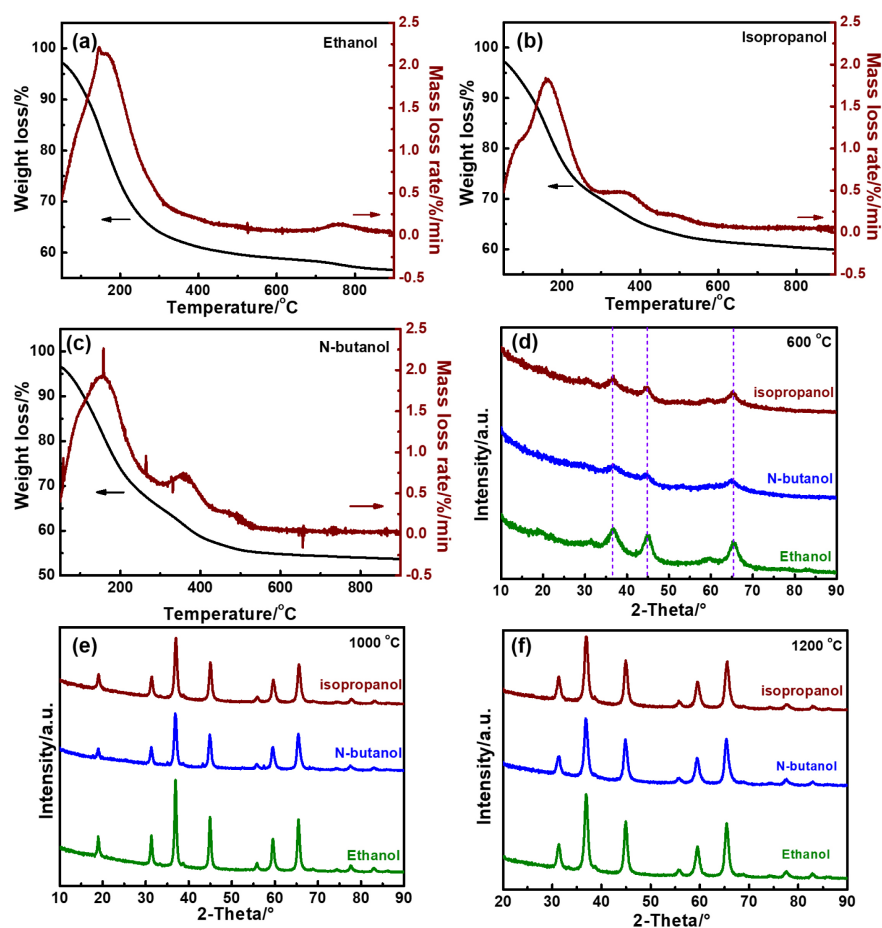 (a)
Ethanol
Weight loss/%
100
90
80
70
60
200
400
600
800
Temperature/°C
2.5
2.0
1.5
1.0
0.5
0.0
-0.5
Mass loss rate/%/min
(b)
Isopropanol
Weight loss/%
100
90
80
70
60
200
400
600
800
Temperature/°C
2.5
2.0
1.5
1.0
0.5
0.0
-0.5
Mass loss rate/%/min
(c)
N-butanol
Weight loss/%
100
90
80
70
60
50
200
400
600
800
Temperature/°C
2.5
2.0
1.5
1.0
0.5
0.0
-0.5
Mass loss rate/%/min
(d)
600 °C
isopropanol
N-butanol
Ethanol
Intensity/a.u.
10 20 30 40 50 60 70 80 90
2-Theta/°
(e)
1000 °C
isopropanol
N-butanol
Ethanol
Intensity/a.u.
10 20 30 40 50 60 70 80 90
2-Theta/°
(f)
1200 °C
isopropanol
N-butanol
Ethanol
Intensity/a.u.
20 30 40 50 60 70 80 90
2-Theta/°